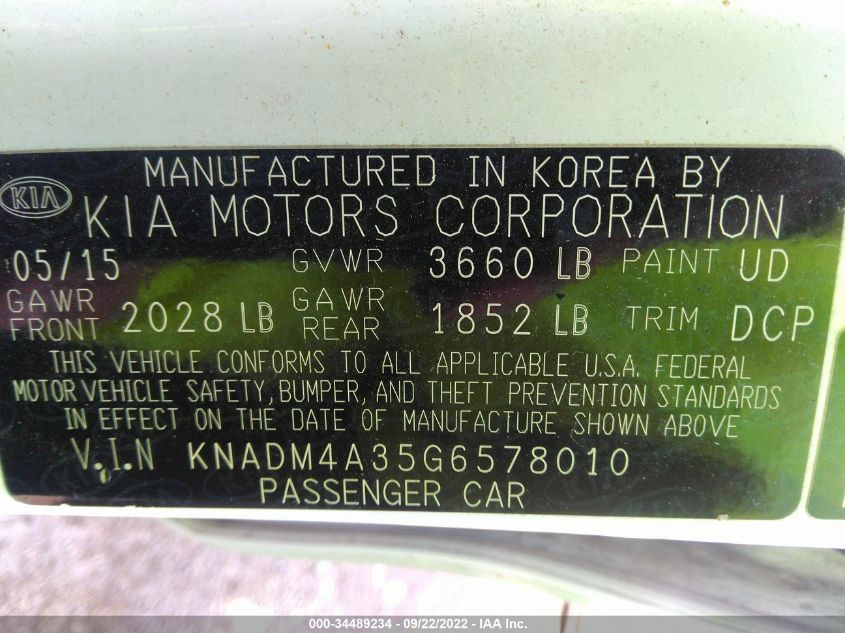 MANUFACTURED IN KOREA BY
KIA KIA MOTORS CORPORATION
05/15 GVWR 3660 LB PAINT UD
GAWR FRONT 2028 LB GAWR REAR 1852 LB TRIM DCP
THIS VEHICLE CONFORMS TO ALL APPLICABLE U.S.A. FEDERAL
MOTOR VEHICLE SAFETY, BUMPER, AND THEFT PREVENTION STANDARDS
IN EFFECT ON THE DATE OF MANUFACTURE SHOWN ABOVE
V.I.N KNADM4A35G6578010
PASSENGER CAR
000-34489234 - 09/22/2022 - IAA Inc.